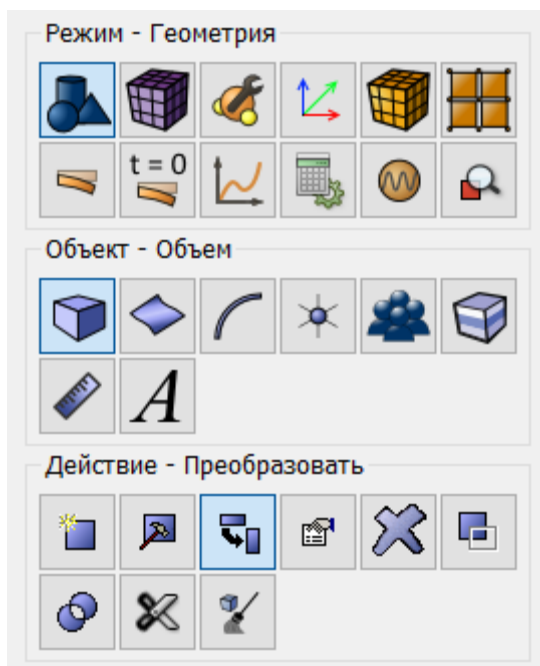 Режим - Геометрия
t = 0
Объект - Объем
A
Действие - Преобразовать